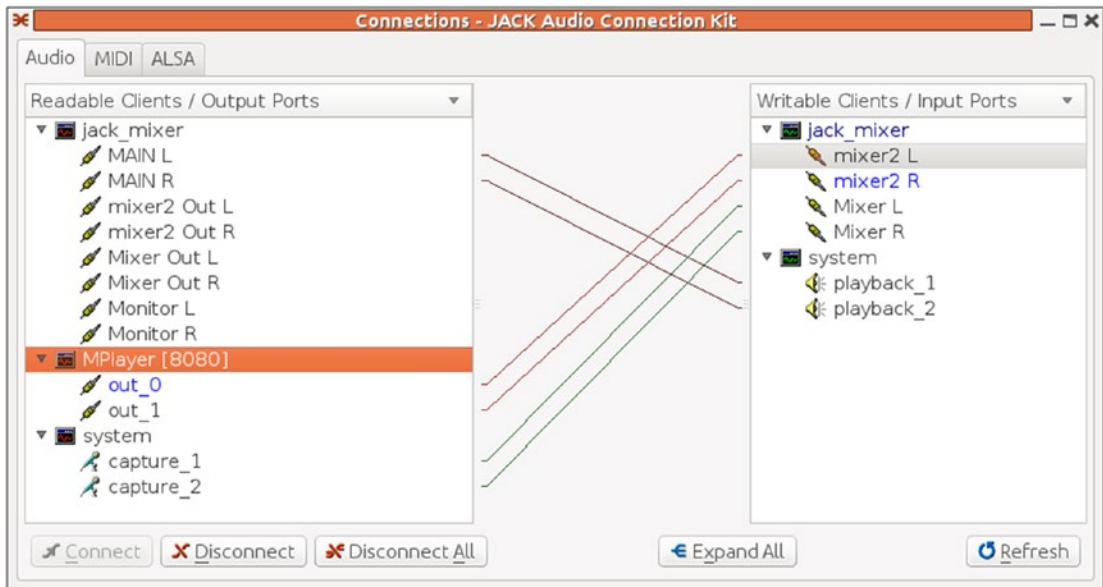 Connections - JACK Audio Connection Kit
Audio MIDI ALSA
Readable Clients / Output Ports
jack_mixer
MAIN L
MAIN R
mixer2 Out L
mixer2 Out R
Mixer Out L
Mixer Out R
Monitor L
Monitor R
MPlayer [8080]
out_0
out_1
system
capture_1
capture_2
Writable Clients / Input Ports
jack_mixer
mixer2 L
mixer2 R
Mixer L
Mixer R
system
playback_1
playback_2
Connect Disconnect Disconnect All Expand All Refresh